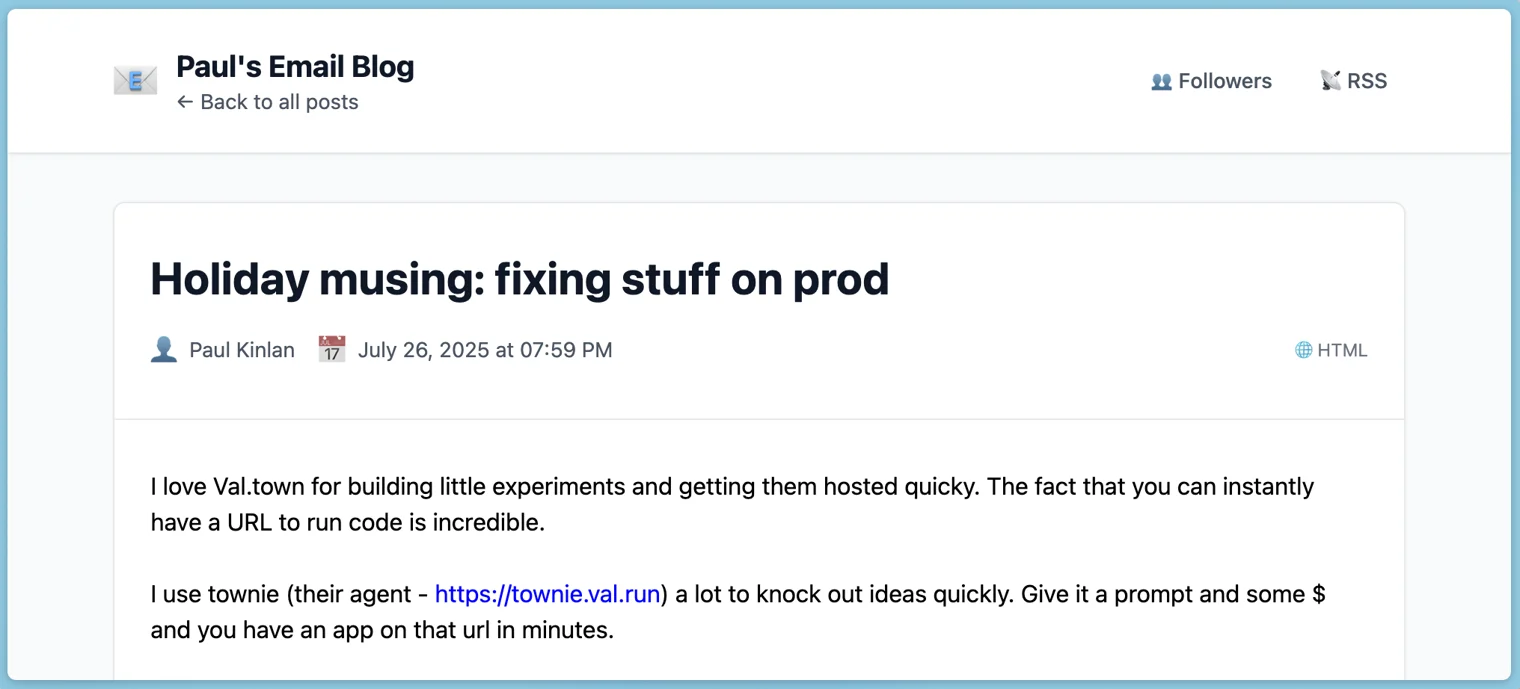 Paul's Email Blog
← Back to all posts
👥 Followers
📡 RSS
Holiday musing: fixing stuff on prod
Paul Kinlan
JUL
17
July 26, 2025 at 07:59 PM
🌐 HTML
I love Val.town for building little experiments and getting them hosted quicky. The fact that you can instantly
have a URL to run code is incredible.
I use townie (their agent - https://townie.val.run) a lot to knock out ideas quickly. Give it a prompt and some $
and you have an app on that url in minutes.